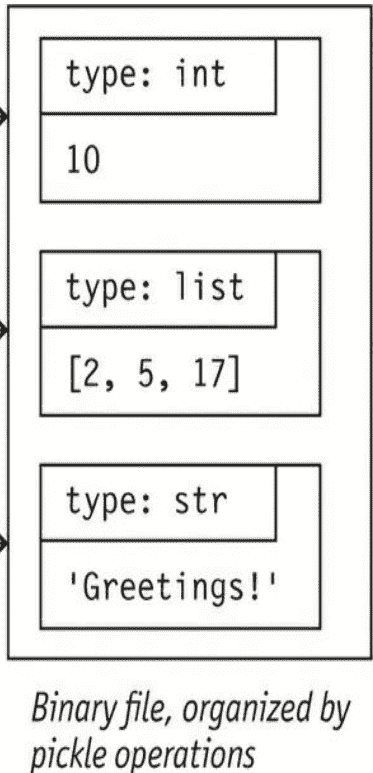 type: int
10
type: list
[2, 5, 17]
type: str
'Greetings!'
Binary file, organized by
pickle operations